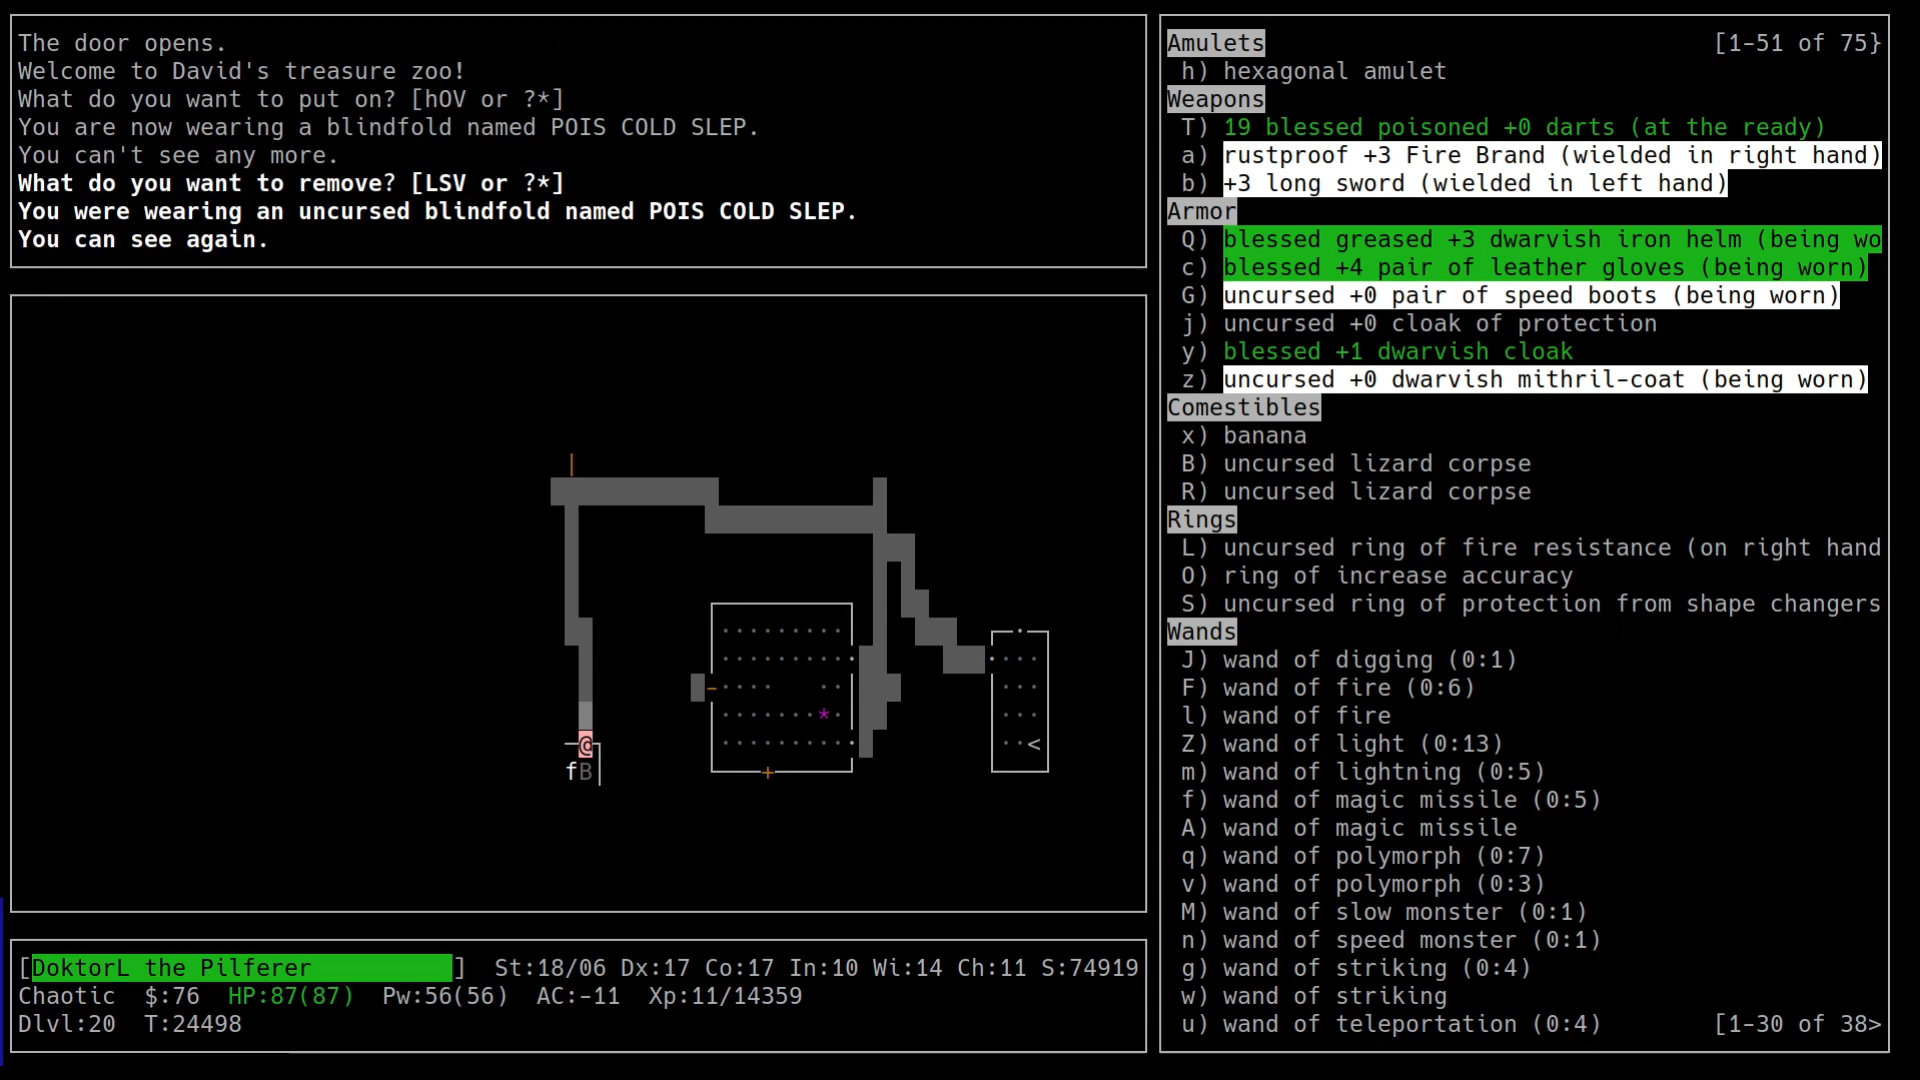 The door opens.
Welcome to David's treasure zoo!
What do you want to put on? [hOV or ?*]
You are now wearing a blindfold named POIS COLD SLEP.
You can't see any more.
What do you want to remove? [LSV or ?*]
You were wearing an uncursed blindfold named POIS COLD SLEP.
You can see again.
|
*
@
fB
+
<
[DoktorL the Pilferer] St:18/06 Dx:17 Co:17 In:10 Wi:14 Ch:11 S:74919
Chaotic $:76 HP:87(87) Pw:56(56) AC:-11 Xp:11/14359
Dlvl:20 T:24498
Amulets [1-51 of 75}
h) hexagonal amulet
Weapons
T) 19 blessed poisoned +0 darts (at the ready)
a) rustproof +3 Fire Brand (wielded in right hand)
b) +3 long sword (wielded in left hand)
Armor
Q) blessed greased +3 dwarvish iron helm (being wo
c) blessed +4 pair of leather gloves (being worn)
G) uncursed +0 pair of speed boots (being worn)
j) uncursed +0 cloak of protection
y) blessed +1 dwarvish cloak
z) uncursed +0 dwarvish mithril-coat (being worn)
Comestibles
x) banana
B) uncursed lizard corpse
R) uncursed lizard corpse
Rings
L) uncursed ring of fire resistance (on right hand
O) ring of increase accuracy
S) uncursed ring of protection from shape changers
Wands
J) wand of digging (0:1)
F) wand of fire (0:6)
l) wand of fire
Z) wand of light (0:13)
m) wand of lightning (0:5)
f) wand of magic missile (0:5)
A) wand of magic missile
q) wand of polymorph (0:7)
v) wand of polymorph (0:3)
M) wand of slow monster (0:1)
n) wand of speed monster (0:1)
g) wand of striking (0:4)
w) wand of striking
u) wand of teleportation (0:4) [1-30 of 38>